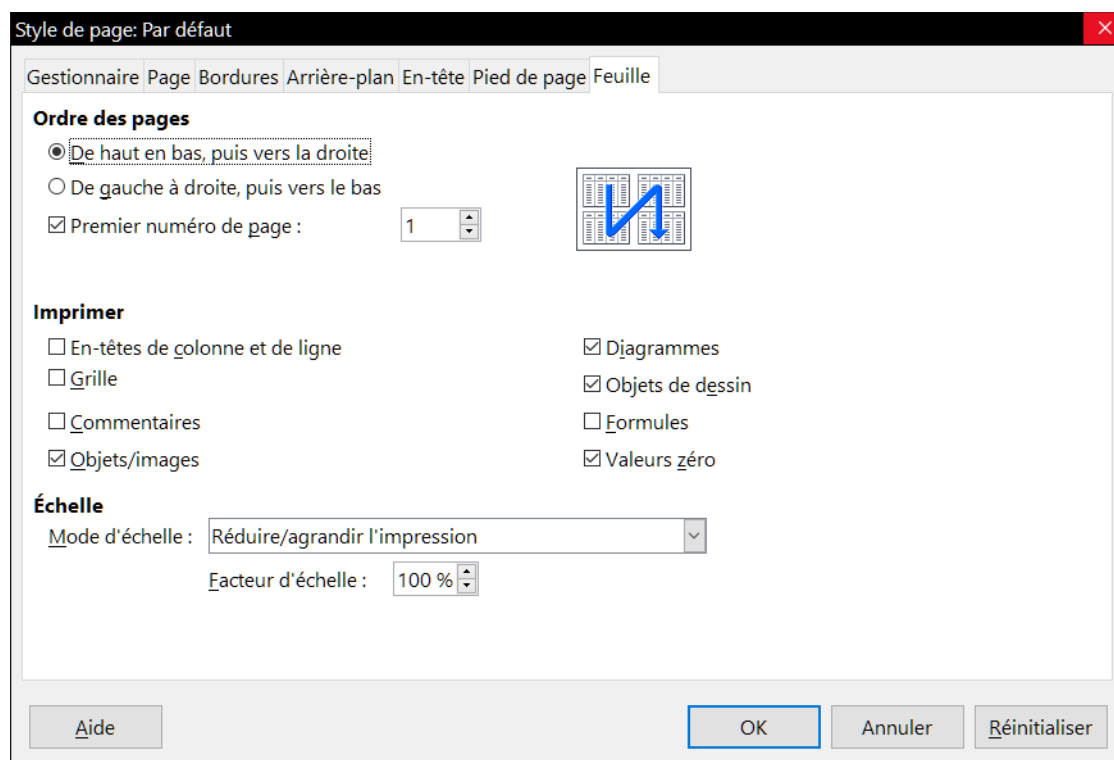 Style de page: Par défaut
Gestionnaire Page Bordures Arrière-plan En-tête Pied de page Feuille
Ordre des pages
De haut en bas, puis vers la droite
De gauche à droite, puis vers le bas
Premier numéro de page : 1
Imprimer
En-têtes de colonne et de ligne
Grille
Commentaires
Objets/images
Diagrammes
Objets de dessin
Formules
Valeurs zéro
Échelle
Mode d'échelle : Réduire/agrandir l'impression
Facteur d'échelle : 100 %
Aide OK Annuler Réinitialiser